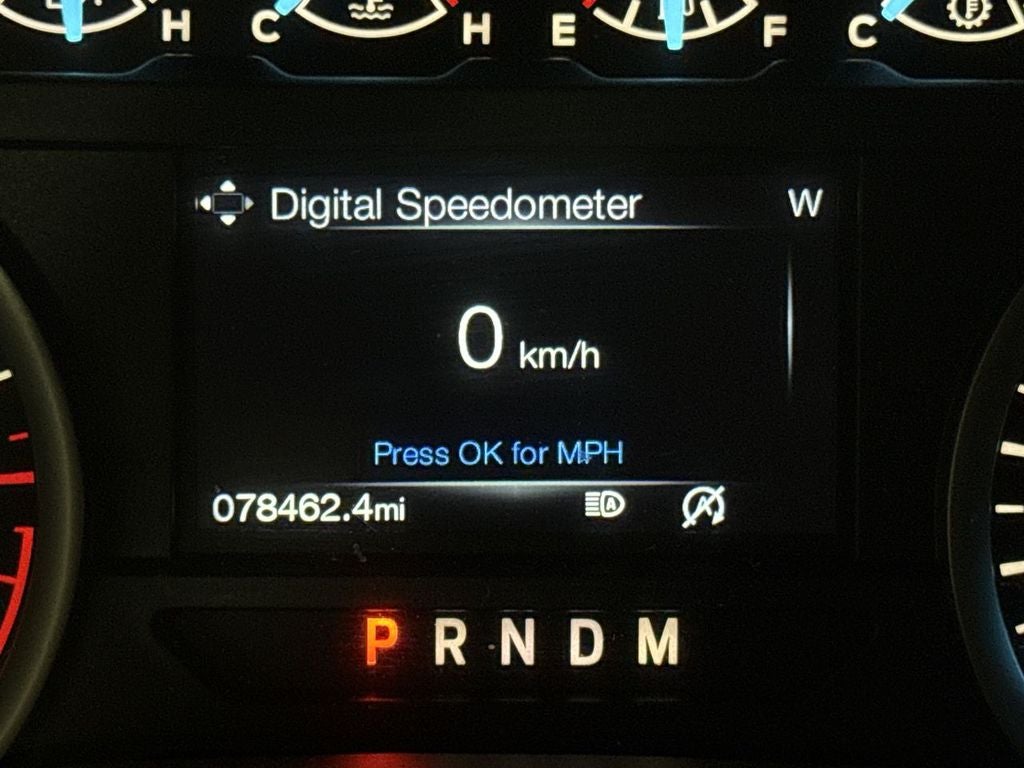 H C H E F C
Digital Speedometer W
0 km/h
Press OK for MPH
078462.4mi
P R N D M